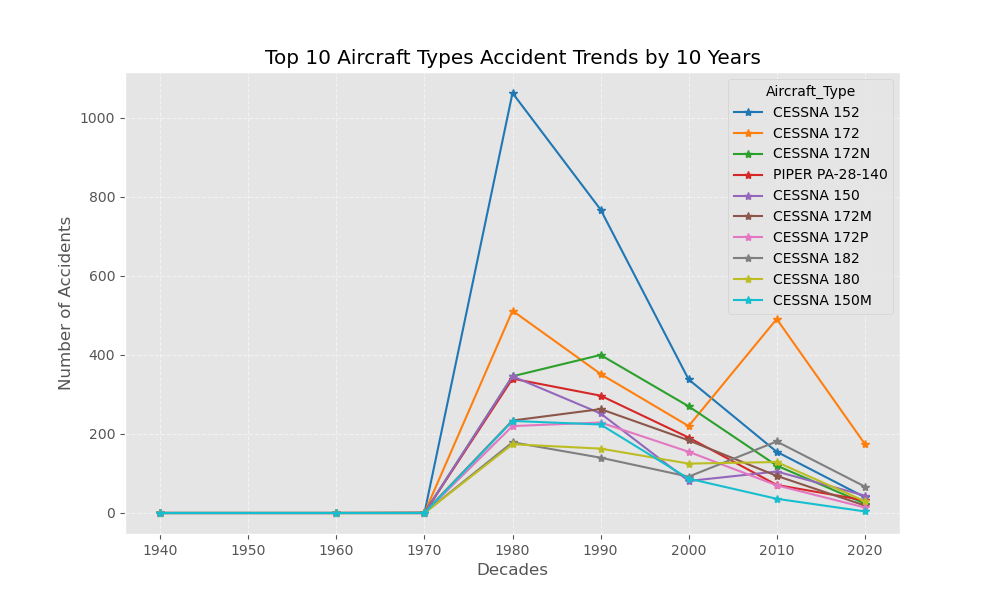 Top 10 Aircraft Types Accident Trends by 10 Years
Number of Accidents
1000
800
600
400
200
0
Aircraft_Type
CESSNA 152
CESSNA 172
CESSNA 172N
PIPER PA-28-140
CESSNA 150
CESSNA 172M
CESSNA 172P
CESSNA 182
CESSNA 180
CESSNA 150M
1940 1950 1960 1970 1980 1990 2000 2010 2020
Decades